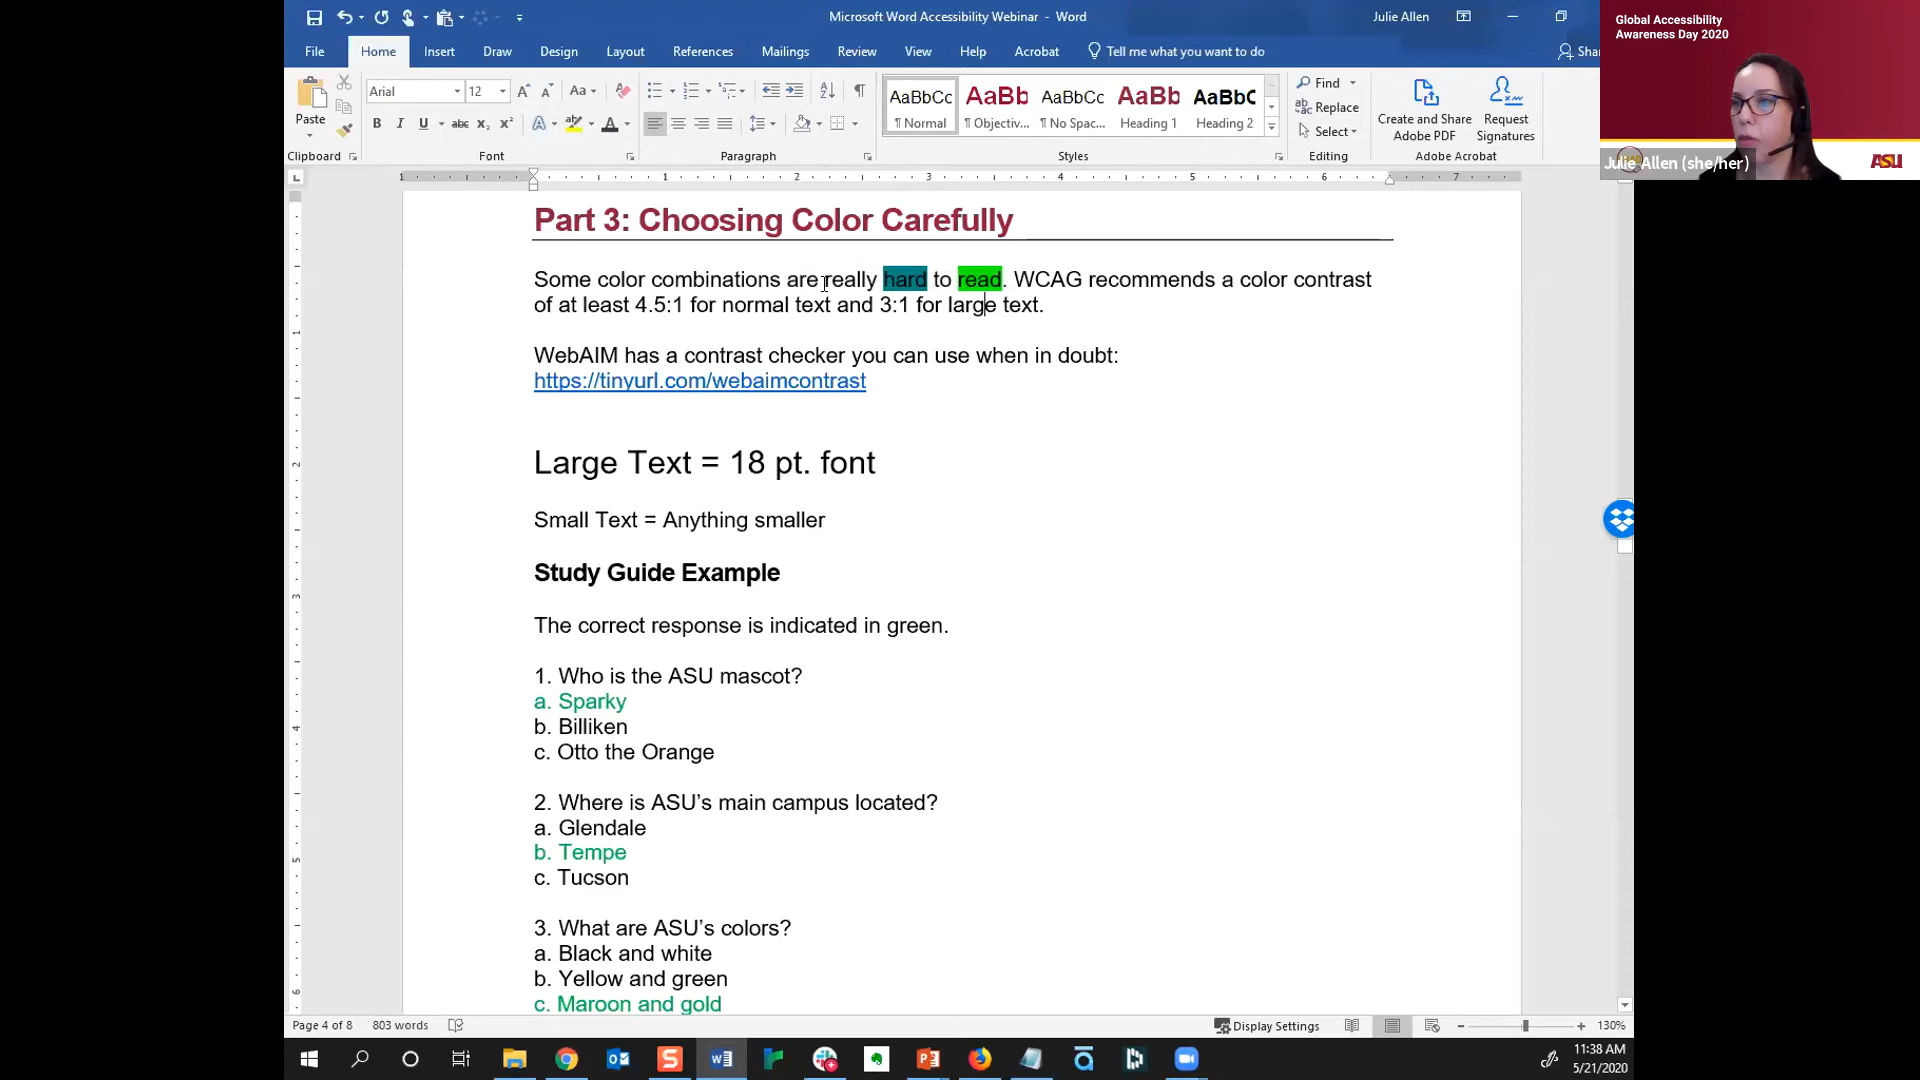 Microsoft Word Accessibility Webinar - Word
Julie Allen
Global Accessibility
Awareness Day 2020
File Home Insert Draw Design Layout References Mailings Review View Help Acrobat Tell me what you want to do
Julie Allen (she/her)
ASU
Paste
Arial 12
AaBbCc AaBb AaBbCc AaBb AaBbC
¶ Normal ¶ Objectiv... ¶ No Spac... Heading 1 Heading 2
Find
Replace
Select
Create and Share
Adobe PDF
Request
Signatures
Clipboard Font Paragraph Styles Editing Adobe Acrobat
1 1 2 3 4 5 6 7
Part 3: Choosing Color Carefully
Some color combinations are really hard to read. WCAG recommends a color contrast
of at least 4.5:1 for normal text and 3:1 for large text.
WebAIM has a contrast checker you can use when in doubt:
https://tinyurl.com/webaimcontrast
Large Text = 18 pt. font
Small Text = Anything smaller
Study Guide Example
The correct response is indicated in green.
1. Who is the ASU mascot?
a. Sparky
b. Billiken
c. Otto the Orange
2. Where is ASU’s main campus located?
a. Glendale
b. Tempe
c. Tucson
3. What are ASU’s colors?
a. Black and white
b. Yellow and green
c. Maroon and gold
Page 4 of 8 803 words Display Settings 130%
11:38 AM
5/21/2020